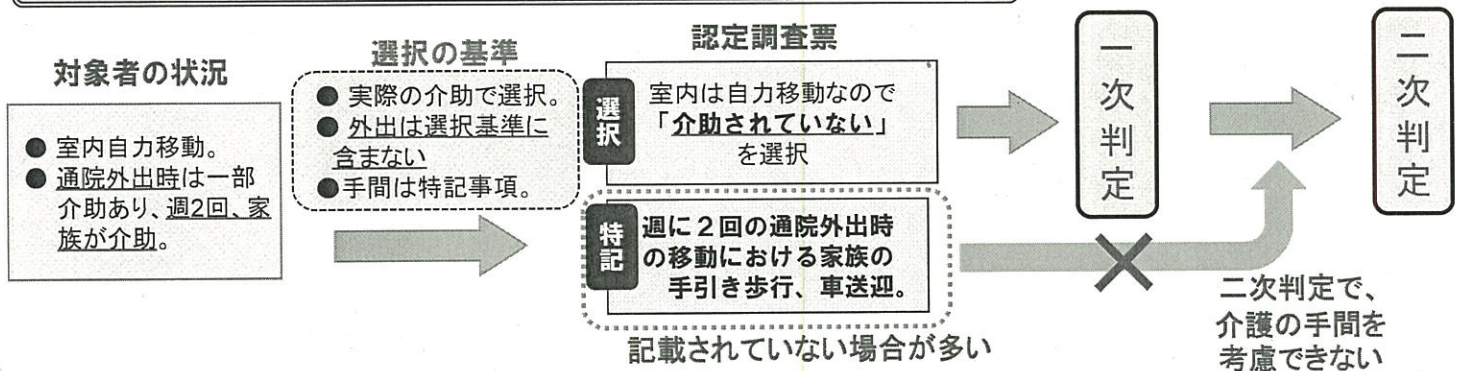 対象者の状況
● 室内自力移動。
● 通院外出時は一部
介助あり、週2回、家
族が介助。
選択の基準
● 実際の介助で選択。
● 外出は選択基準に
含まない
●手間は特記事項。
認定調査票
選択
室内は自力移動なので
「介助されていない」
を選択
特記
週に２回の通院外出時
の移動における家族の
手引き歩行、車送迎。
記載されていない場合が多い
一次判定
二次判定
二次判定で、
介護の手間を
考慮できない